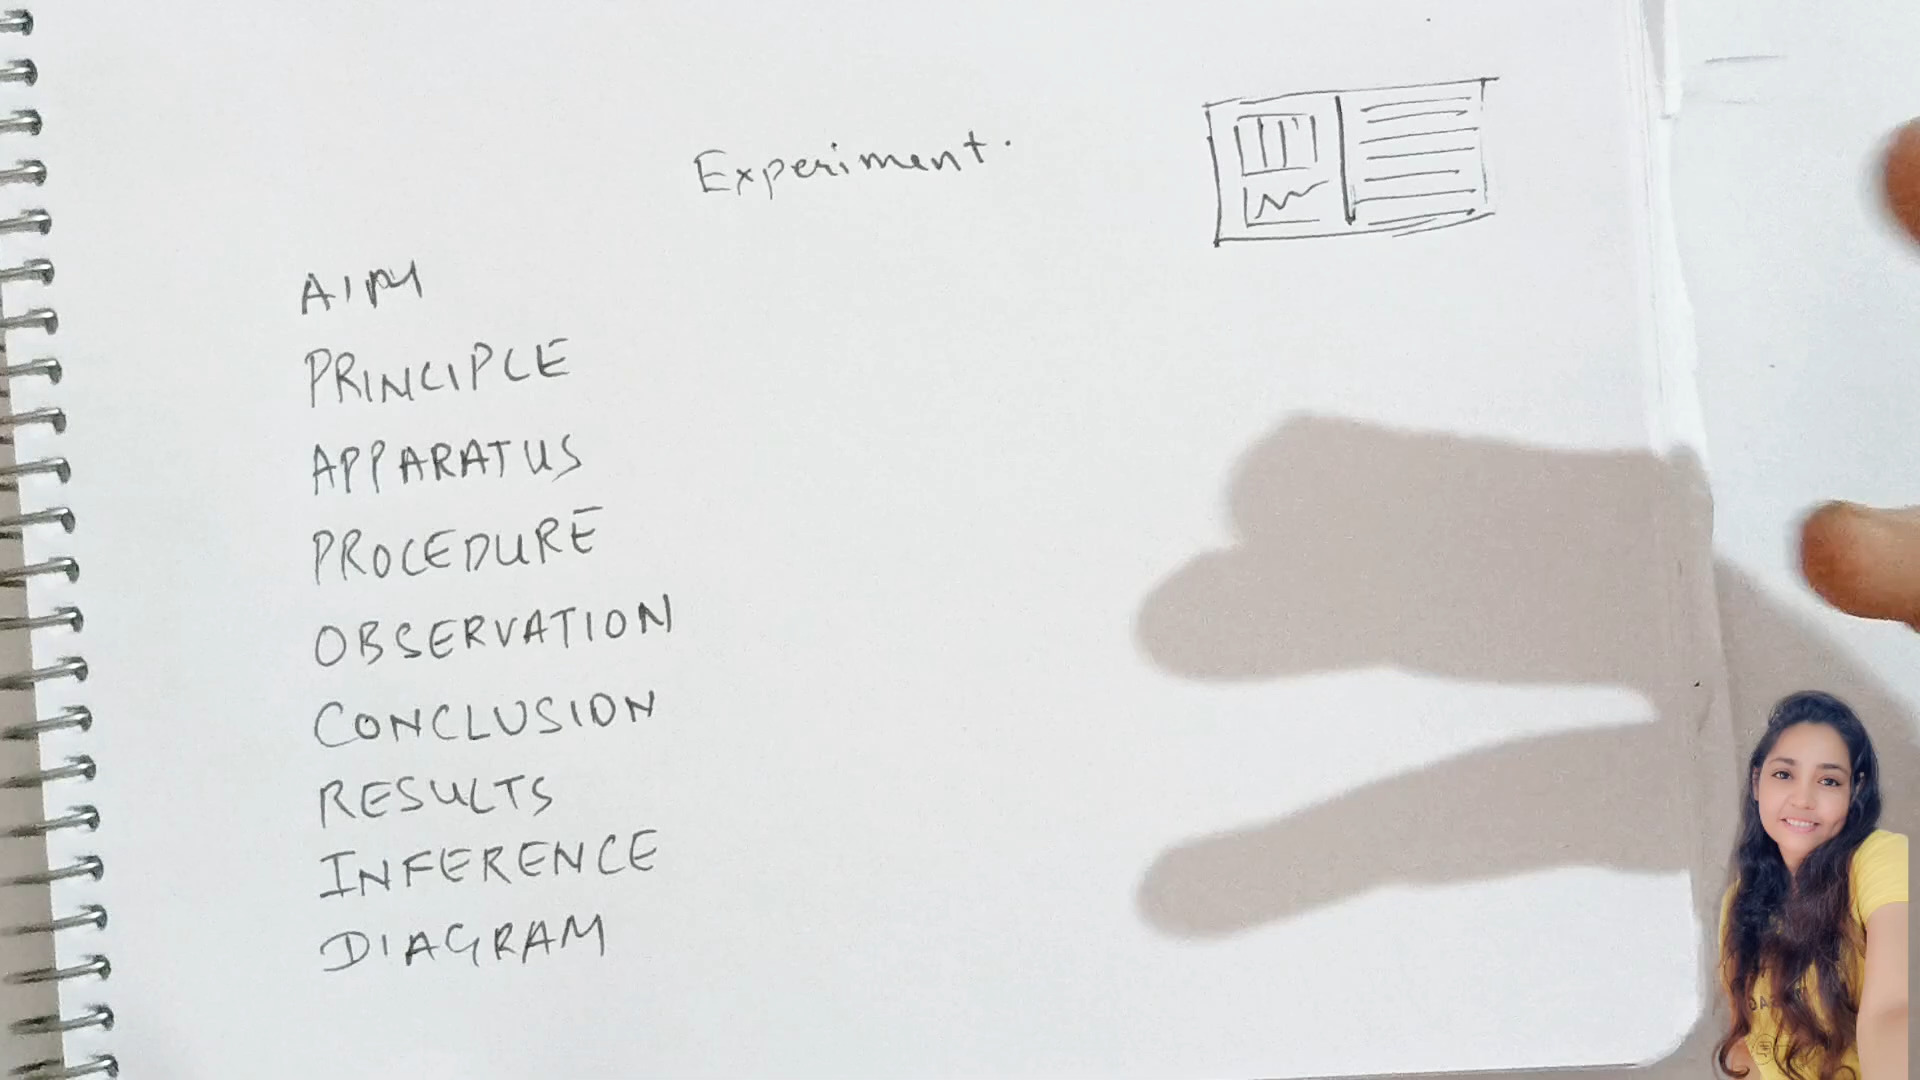 Experiment.
AIM
PRINCIPLE
APPARATUS
PROCEDURE
OBSERVATION
CONCLUSION
RESULTS
INFERENCE
DIAGRAM